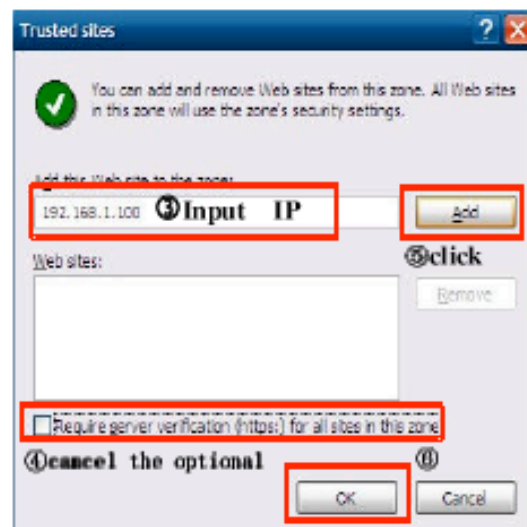 Trusted sites
You can add and remove Web sites from this zone. All Web sites
in this zone will use the zone's security settings.
Add this Web site to the zone:
192.168.1.100 ③Input IP
Add
⑤click
Web sites:
Remove
Require server verification (https:) for all sites in this zone
④cancel the optional
⑥
OK
Cancel